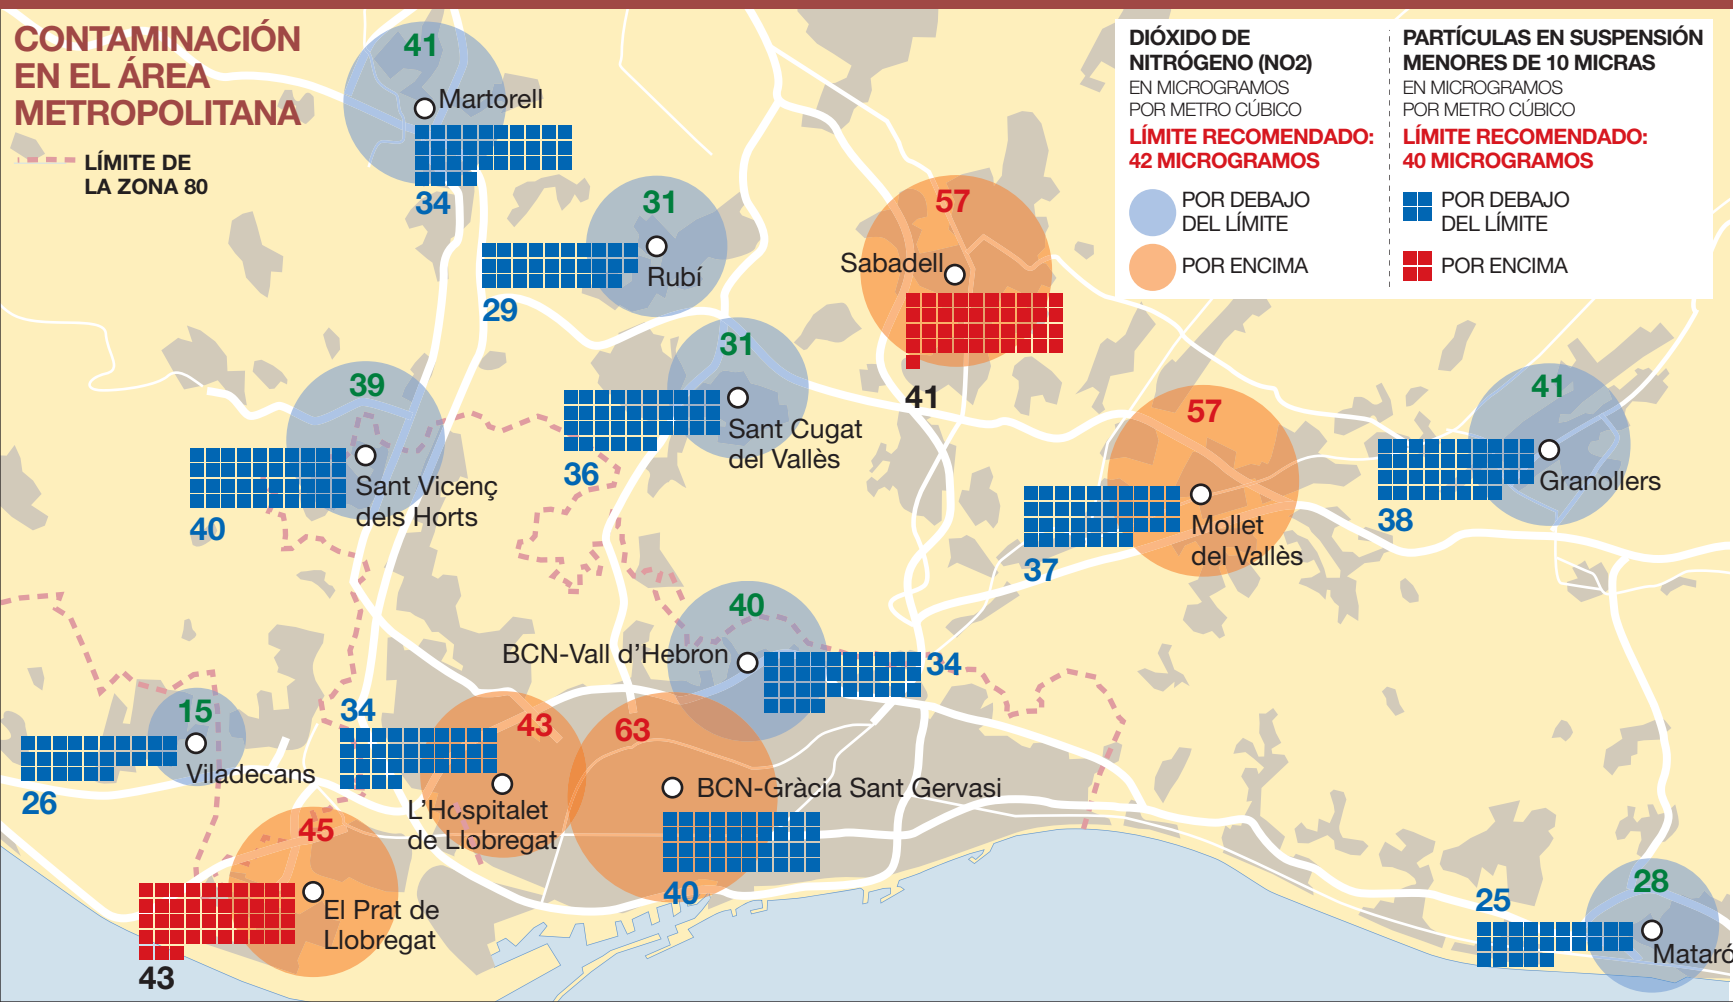 CONTAMINACIÓN
EN EL ÁREA
METROPOLITANA
LÍMITE DE
LA ZONA 80
DIÓXIDO DE
NITRÓGENO (NO2)
EN MICROGRAMOS
POR METRO CÚBICO
LÍMITE RECOMENDADO:
42 MICROGRAMOS
POR DEBAJO
DEL LÍMITE
POR ENCIMA
PARTÍCULAS EN SUSPENSIÓN
MENORES DE 10 MICRAS
EN MICROGRAMOS
POR METRO CÚBICO
LÍMITE RECOMENDADO:
40 MICROGRAMOS
POR DEBAJO
DEL LÍMITE
POR ENCIMA
41
Martorell
34
31
Rubí
29
57
Sabadell
41
31
Sant Cugat
del Vallès
36
39
Sant Vicenç
dels Horts
40
57
Mollet
del Vallès
37
41
Granollers
38
40
BCN-Vall d'Hebron
34
15
Viladecans
26
34
43
L'Hospitalet
de Llobregat
63
BCN-Gràcia Sant Gervasi
40
45
El Prat de
Llobregat
43
25
28
Mataró